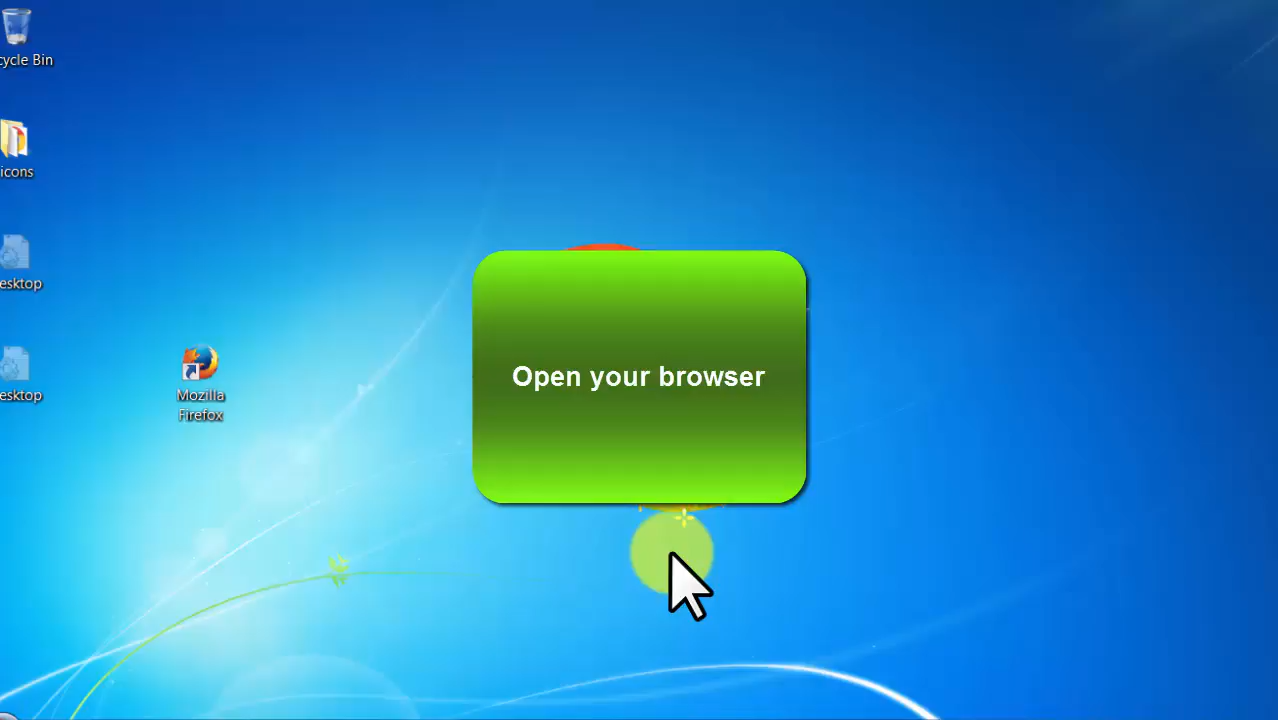 cycle Bin
icons
esktop
esktop
Mozilla
Firefox
Open your browser